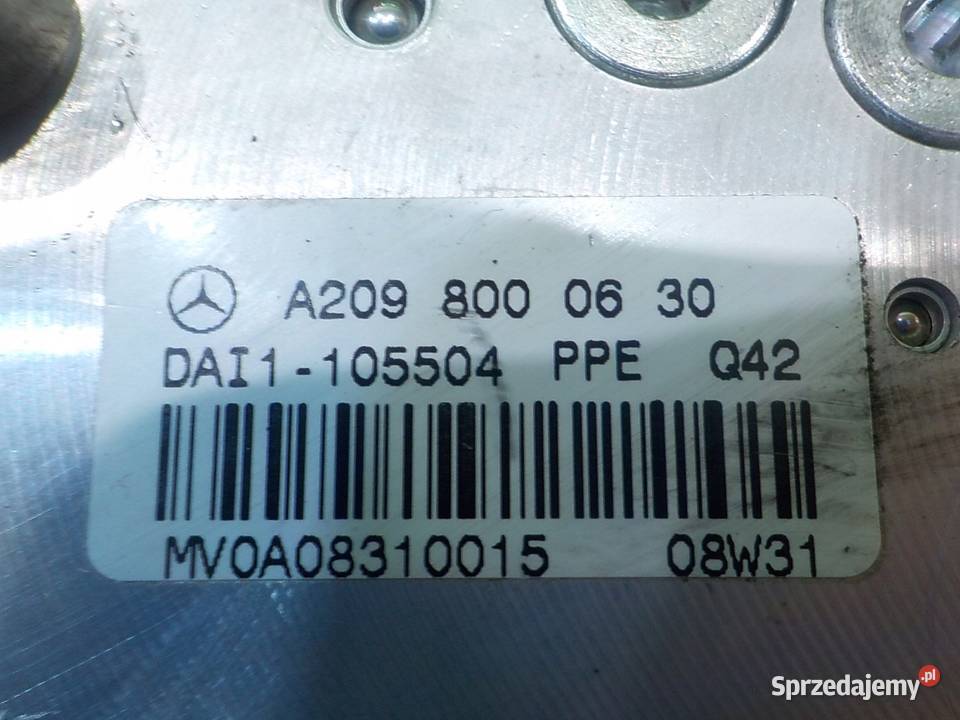 A209 800 06 30
DAI1-105504 PPE Q42
MV0A08310015 08W31
Sprzedajemy.pl